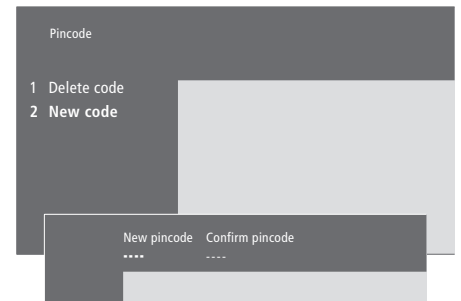 Pincode
1 Delete code
2 New code
New pincode Confirm pincode
---- ----